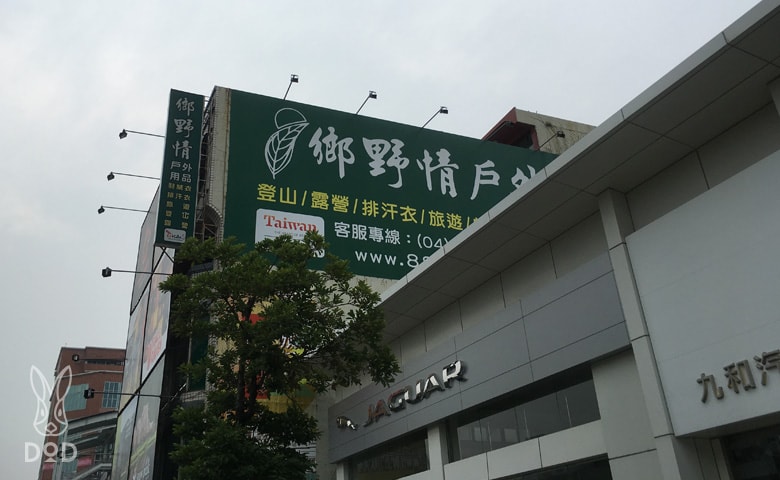 鄉野情
戶外
用品
鄉野情戶外
登山/露營/排汗衣/旅遊/
Taiwan
客服專線：(04)
www.88
JAGUAR
九和汽
DOD